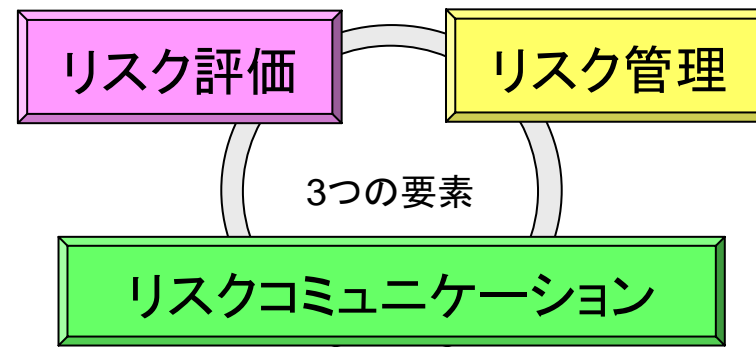 リスク評価
リスク管理
3つの要素
リスクコミュニケーション